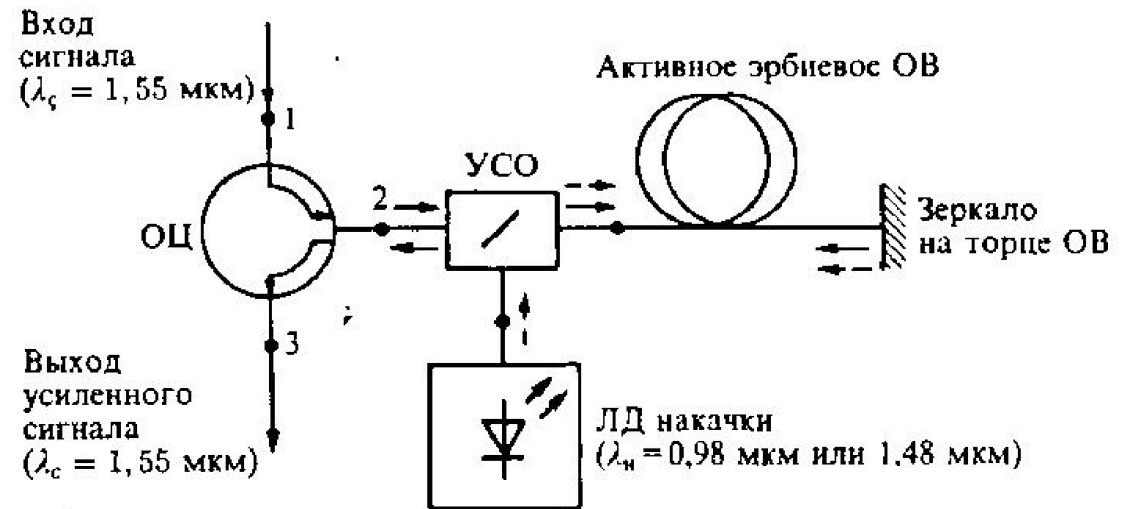 Вход
сигнала
(λс = 1,55 мкм)
1
ОЦ
2
УСО
Активное эрбиевое ОВ
Зеркало
на торце ОВ
3
Выход
усиленного
сигнала
(λс = 1,55 мкм)
ЛД накачки
(λн = 0,98 мкм или 1,48 мкм)